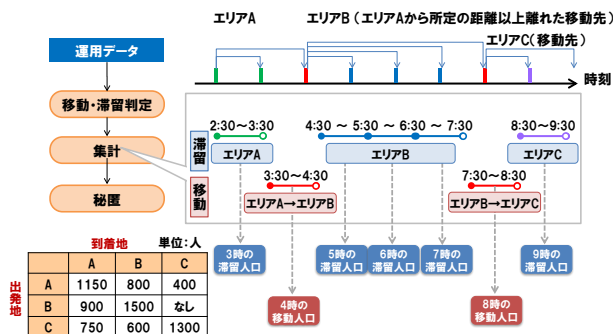 エリアA
エリアB（エリアAから所定の距離以上離れた移動先）
エリアC（移動先）
時刻
運用データ
移動・滞留判定
集計
秘匿
滞留
2:30～3:30
4:30 ～ 5:30 ～ 6:30 ～ 7:30
8:30～9:30
エリアA
エリアB
エリアC
移動
3:30～4:30
7:30～8:30
エリアA→エリアB
エリアB→エリアC
3時の
滞留人口
5時の
滞留人口
6時の
滞留人口
7時の
滞留人口
9時の
滞留人口
4時の
移動人口
8時の
移動人口
到着地
単位：人
出発地
A B C
A 1150 800 400
B 900 1500 なし
C 750 600 1300